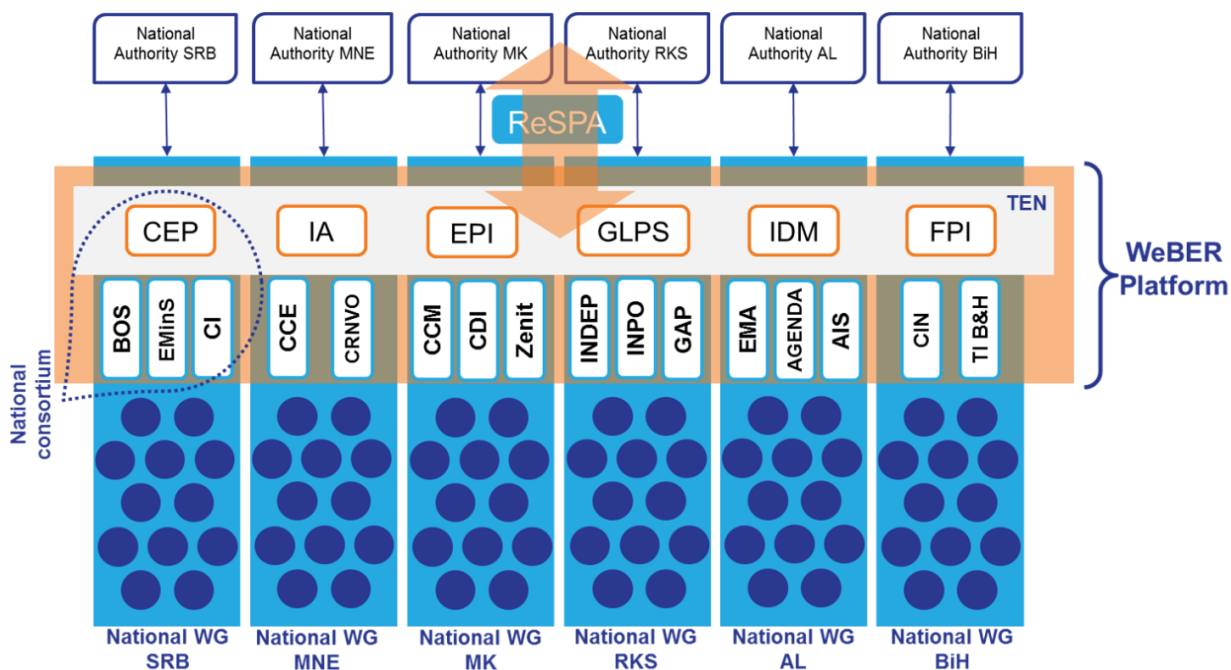 National
Authority SRB
National
Authority MNE
National
Authority MK
National
Authority RKS
National
Authority AL
National
Authority BiH
ReSPA
TEN
CEP
IA
EPI
GLPS
IDM
FPI
WeBER
Platform
BOS
EMinS
CI
CCE
CRNVO
CCM
CDI
Zenit
INDEP
INPO
GAP
EMA
AGENDA
AIS
CIN
TI B&H
National
consortium
National WG
SRB
National WG
MNE
National WG
MK
National WG
RKS
National WG
AL
National WG
BiH